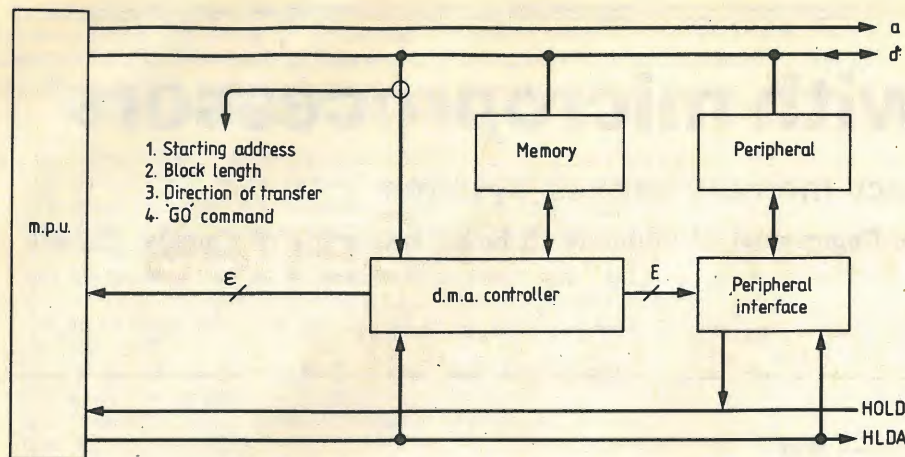 a
d
1. Starting address
2. Block length
3. Direction of transfer
4. 'GO' command
m.p.u.
Memory
Peripheral
ε
d.m.a. controller
E
Peripheral
interface
HOLD
HLDA